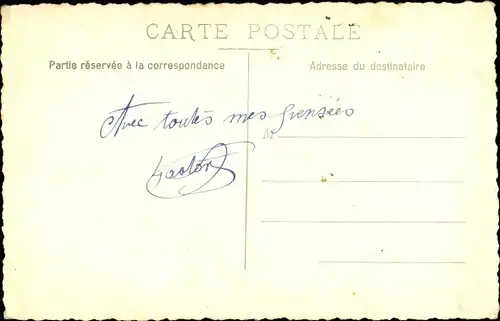 CARTE POSTALE
Partie réservée à la correspondance
Adresse du destinataire
Avec toutes mes pensées
M
Gaston